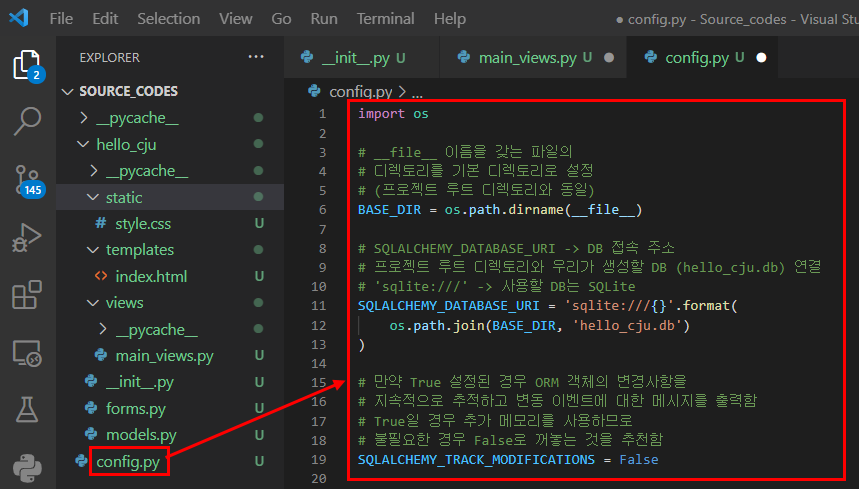 File Edit Selection View Go Run Terminal Help ● config.py - Source_codes - Visual Stu
EXPLORER ...
__init__.py U
main_views.py U
config.py U
SOURCE_CODES
__pycache__
hello_cju
__pycache__
static
# style.css U
templates
<> index.html U
views
__pycache__
main_views.py U
__init__.py U
forms.py U
models.py U
config.py U
2
145
config.py > ...
1 import os
2
3 # __file__ 이름을 갖는 파일의
4 # 디렉토리를 기본 디렉토리로 설정
5 # (프로젝트 루트 디렉토리와 동일)
6 BASE_DIR = os.path.dirname(__file__)
7
8 # SQLALCHEMY_DATABASE_URI -> DB 접속 주소
9 # 프로젝트 루트 디렉토리와 우리가 생성할 DB (hello_cju.db) 연결
10 # 'sqlite:///' -> 사용할 DB는 SQLite
11 SQLALCHEMY_DATABASE_URI = 'sqlite:///{}'.format(
12 os.path.join(BASE_DIR, 'hello_cju.db')
13 )
14
15 # 만약 True 설정된 경우 ORM 객체의 변경사항을
16 # 지속적으로 추적하고 변동 이벤트에 대한 메시지를 출력함
17 # True일 경우 추가 메모리를 사용하므로
18 # 불필요한 경우 False로 꺼놓는 것을 추천함
19 SQLALCHEMY_TRACK_MODIFICATIONS = False
20